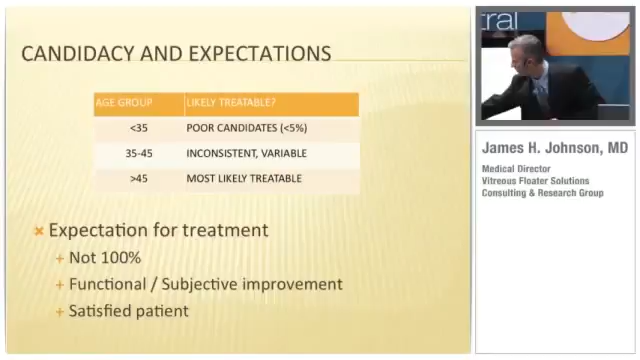 CANDIDACY AND EXPECTATIONS
AGE GROUP LIKELY TREATABLE?
<35 POOR CANDIDATES (<5%)
35-45 INCONSISTENT, VARIABLE
>45 MOST LIKELY TREATABLE
Expectation for treatment
+ Not 100%
+ Functional / Subjective improvement
+ Satisfied patient
tral
James H. Johnson, MD
Medical Director
Vitreous Floater Solutions
Consulting & Research Group